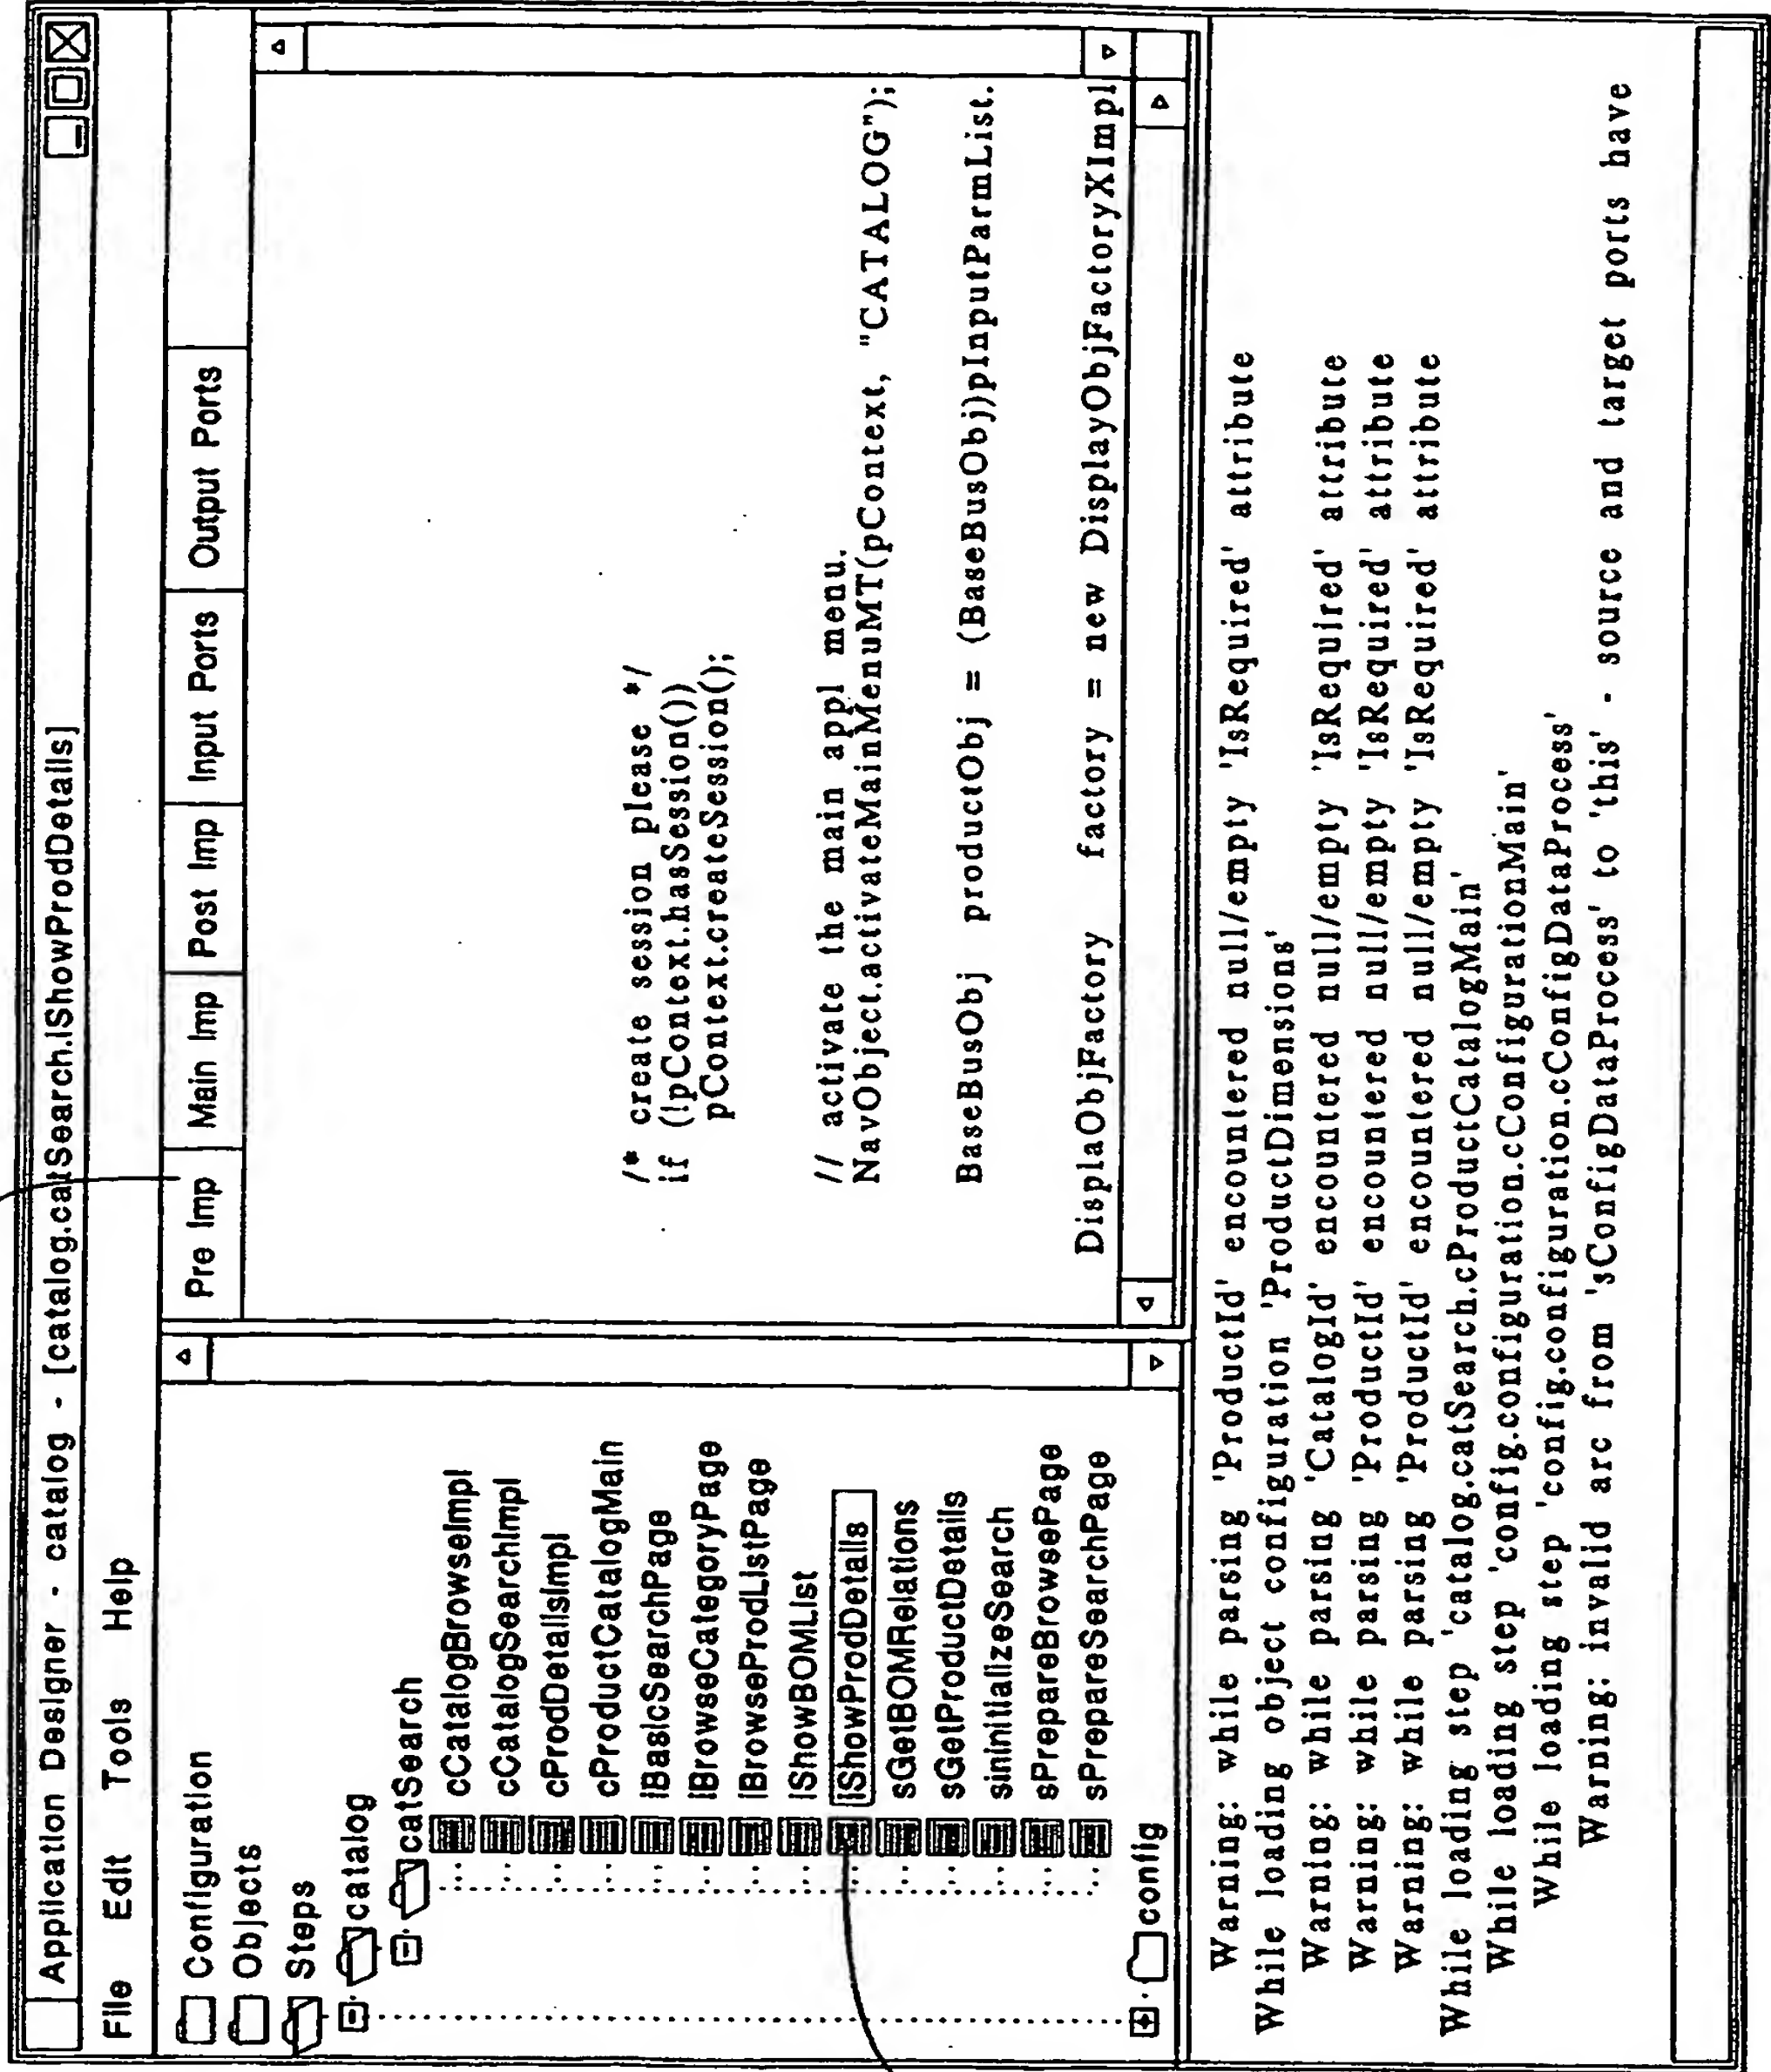 Application Designer - catalog - [catalog.catSearch.IShowProdDetails]
File Edit Tools Help
Configuration
Objects
Steps
catalog
catSearch
cCatalogBrowseImpl
cCatalogSearchImpl
cProdDetailsImpl
cProductCatalogMain
IBasicSearchPage
IBrowseCategoryPage
IBrowseProdListPage
IShowBOMList
IShowProdDetails
sGetBOMRelations
sGetProductDetails
sInitializeSearch
sPrepareBrowsePage
sPrepareSearchPage
config
Pre Imp Main Imp Post Imp Input Ports Output Ports
/* create session please */
if (!pContext.hasSession())
pContext.createSession();
// activate the main appl menu.
NavObject.activateMainMenuMT(pContext, "CATALOG");
BaseBusObj productObj = (BaseBusObj)pInputParmList.
DisplaObjFactory factory = new DisplayObjFactoryXImpl
Warning: while parsing 'ProductId' encountered null/empty 'IsRequired' attribute
While loading object configuration 'ProductDimensions'
Warning: while parsing 'CatalogId' encountered null/empty 'IsRequired' attribute
Warning: while parsing 'ProductId' encountered null/empty 'IsRequired' attribute
Warning: while parsing 'ProductId' encountered null/empty 'IsRequired' attribute
While loading step 'catalog.catSearch.cProductCatalogMain'
While loading step 'config.configuration.cConfigurationMain'
While loading step 'config.configuration.cConfigDataProcess'
Warning: invalid arc from 'sConfigDataProcess' to 'this' - source and target ports have